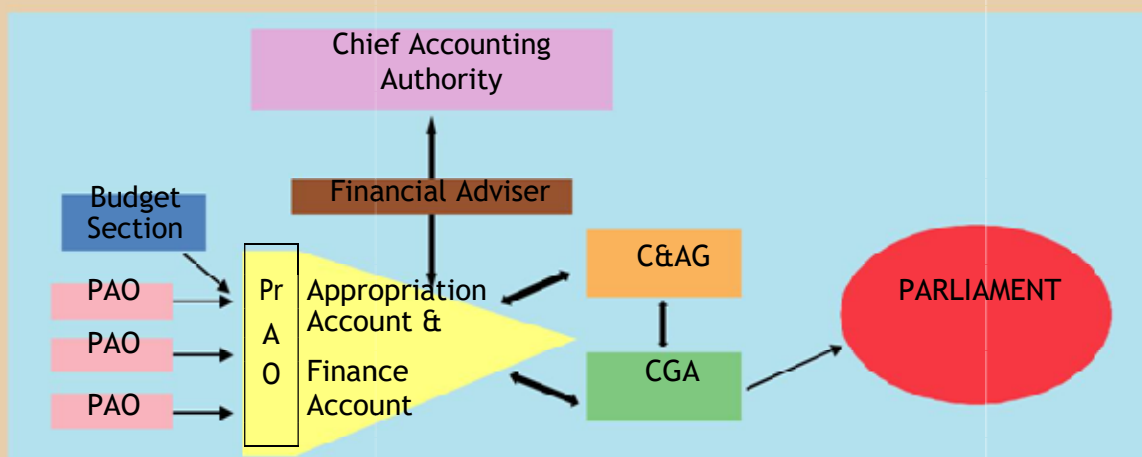 Chief Accounting
Authority
Financial Adviser
Budget
Section
PAO
PAO
PAO
Pr
A
O
Appropriation
Account &
Finance
Account
C&AG
CGA
PARLIAMENT